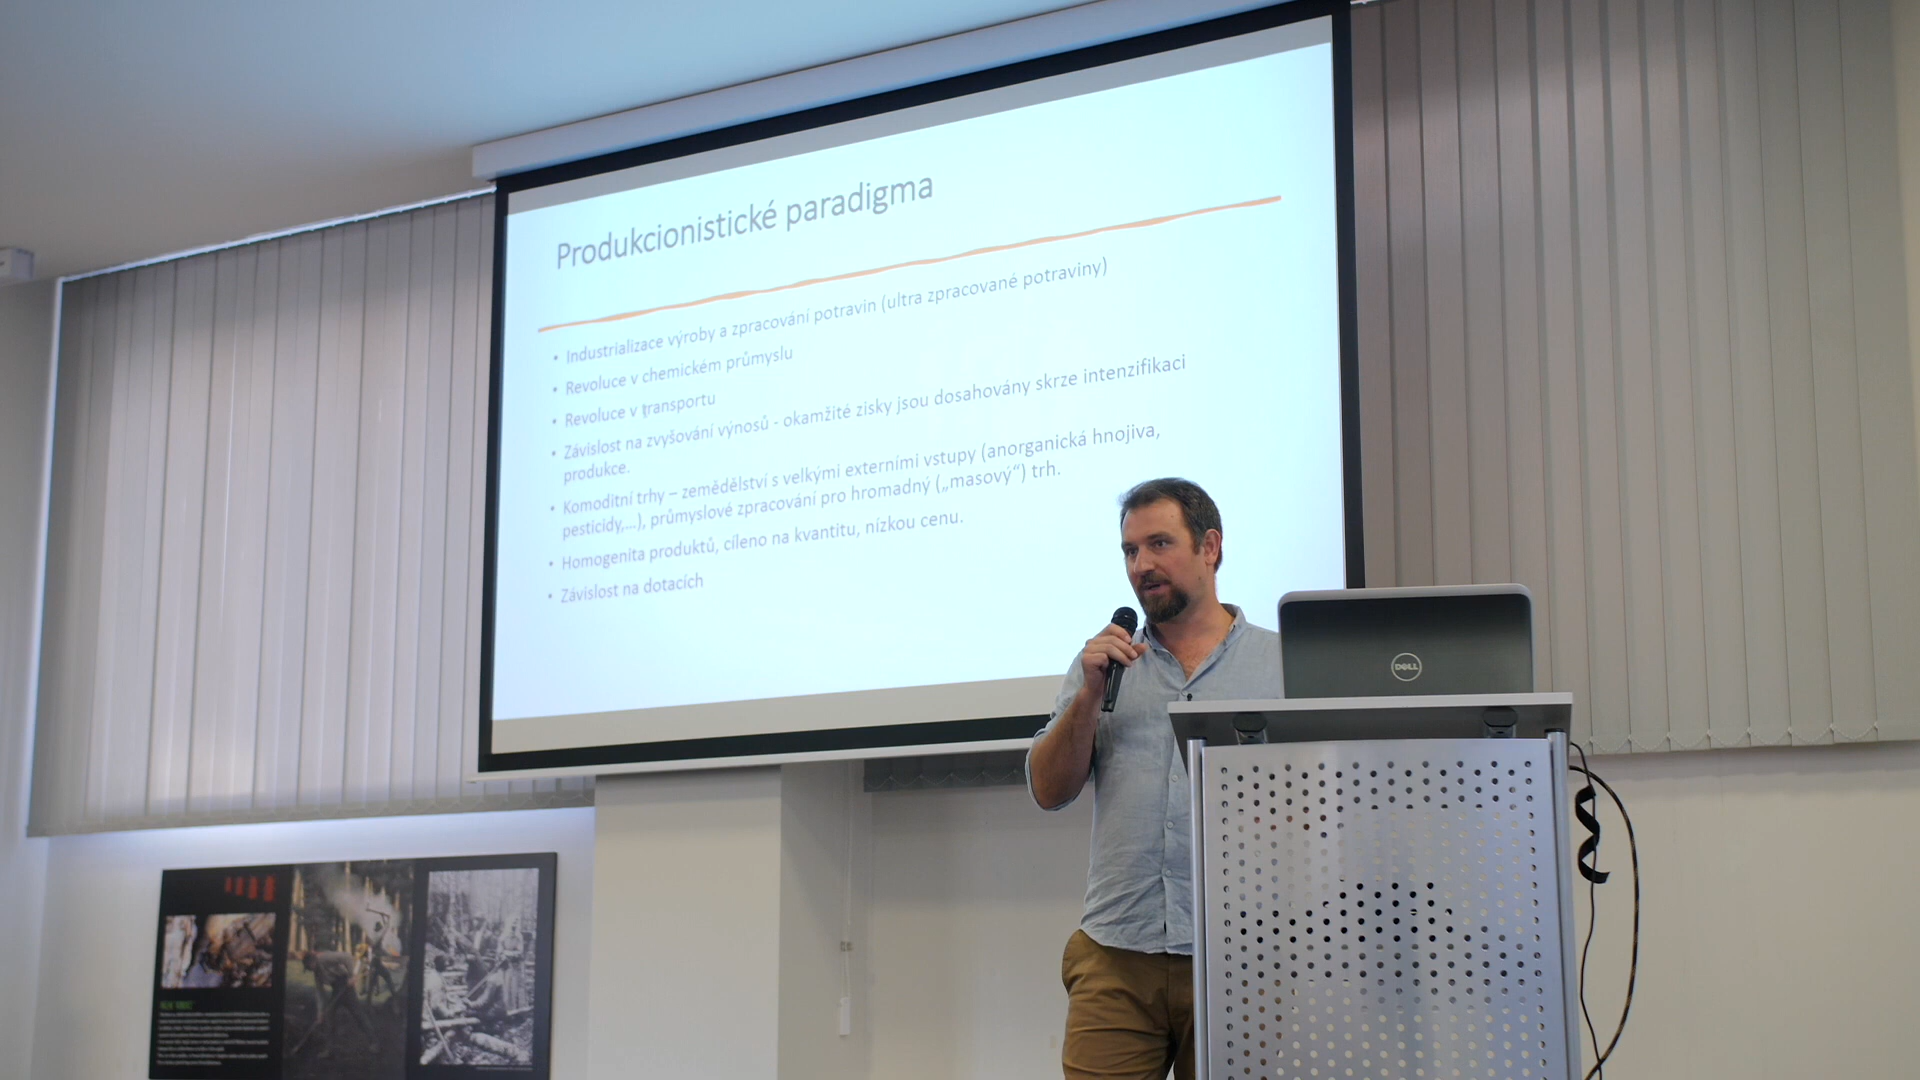 Produkcionistické paradigma
• Industrializace výroby a zpracování potravin (ultra zpracované potraviny)
• Revoluce v chemickém průmyslu
• Revoluce v transportu
• Závislost na zvyšování výnosů - okamžité zisky jsou dosahovány skrze intenzifikaci
produkce.
• Komoditní trhy – zemědělství s velkými externími vstupy (anorganická hnojiva,
pesticidy,...), průmyslové zpracování pro hromadný („masový“) trh.
• Homogenita produktů, cíleno na kvantitu, nízkou cenu.
• Závislost na dotacích
DELL